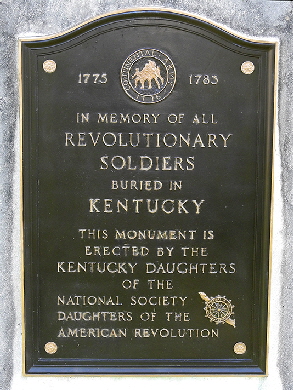 1775 1783
IN MEMORY OF ALL
REVOLUTIONARY
SOLDIERS
BURIED IN
KENTUCKY
THIS MONUMENT IS
ERECTED BY THE
KENTUCKY DAUGHTERS
OF THE
NATIONAL SOCIETY
DAUGHTERS OF THE
AMERICAN REVOLUTION